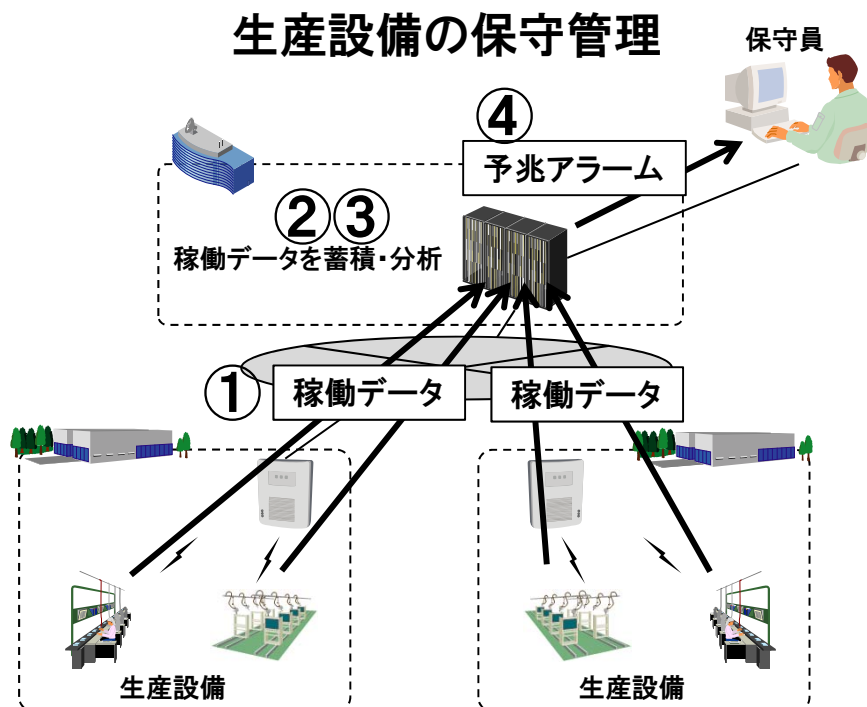 生産設備の保守管理
保守員
④
予兆アラーム
②③
稼働データを蓄積・分析
①
稼働データ
稼働データ
生産設備
生産設備